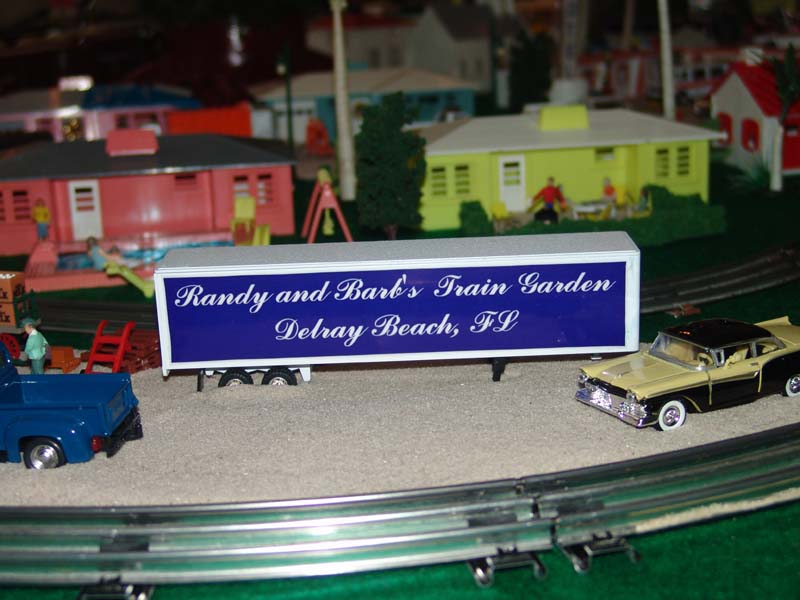 Randy and Barb's Train Garden
Delray Beach, FL